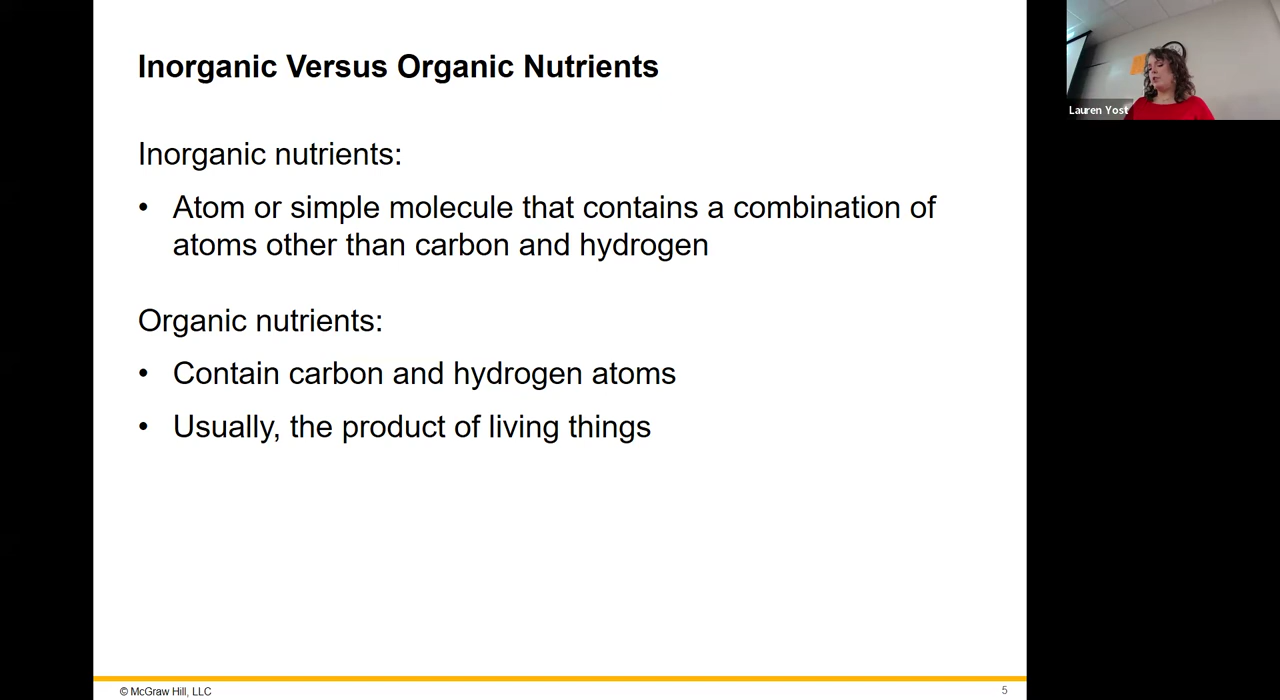 Inorganic Versus Organic Nutrients
Lauren Yost
Inorganic nutrients:
• Atom or simple molecule that contains a combination of
atoms other than carbon and hydrogen
Organic nutrients:
• Contain carbon and hydrogen atoms
• Usually, the product of living things
© McGraw Hill, LLC
5